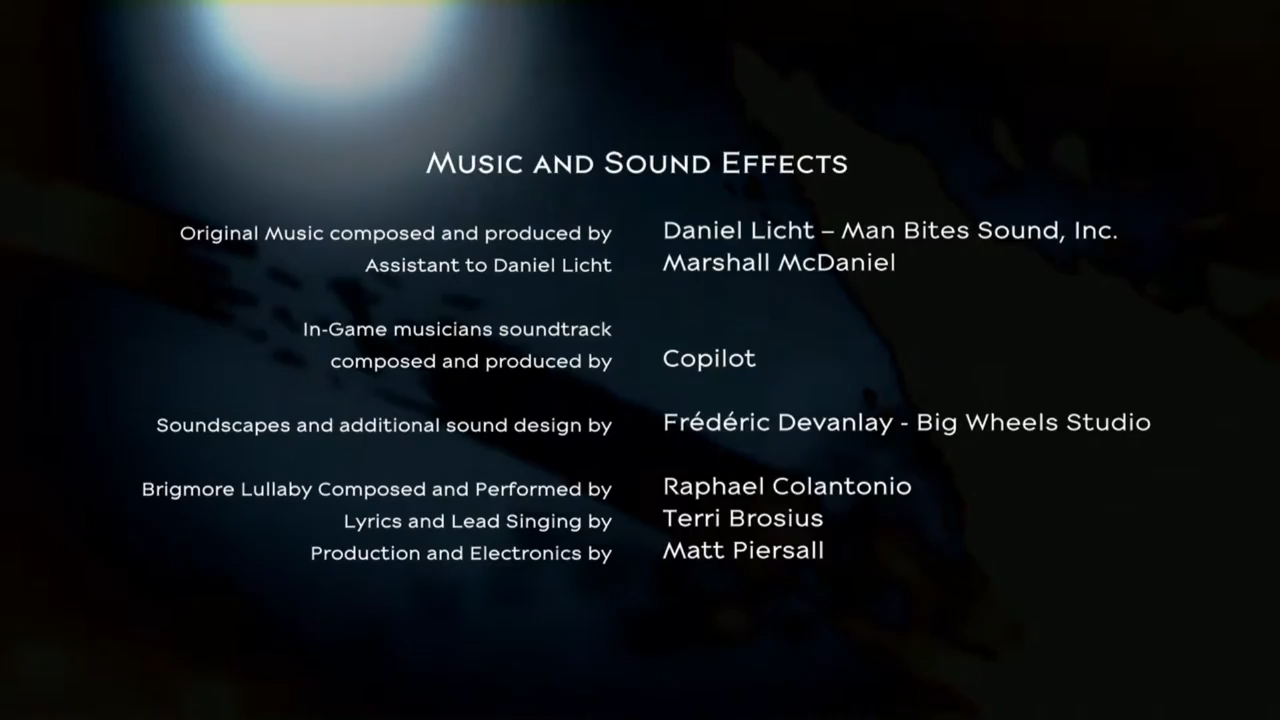 Music and Sound Effects
Original Music composed and produced by Daniel Licht – Man Bites Sound, Inc.
Assistant to Daniel Licht Marshall McDaniel
In-Game musicians soundtrack
composed and produced by Copilot
Soundscapes and additional sound design by Frédéric Devanlay - Big Wheels Studio
Brigmore Lullaby Composed and Performed by Raphael Colantonio
Lyrics and Lead Singing by Terri Brosius
Production and Electronics by Matt Piersall